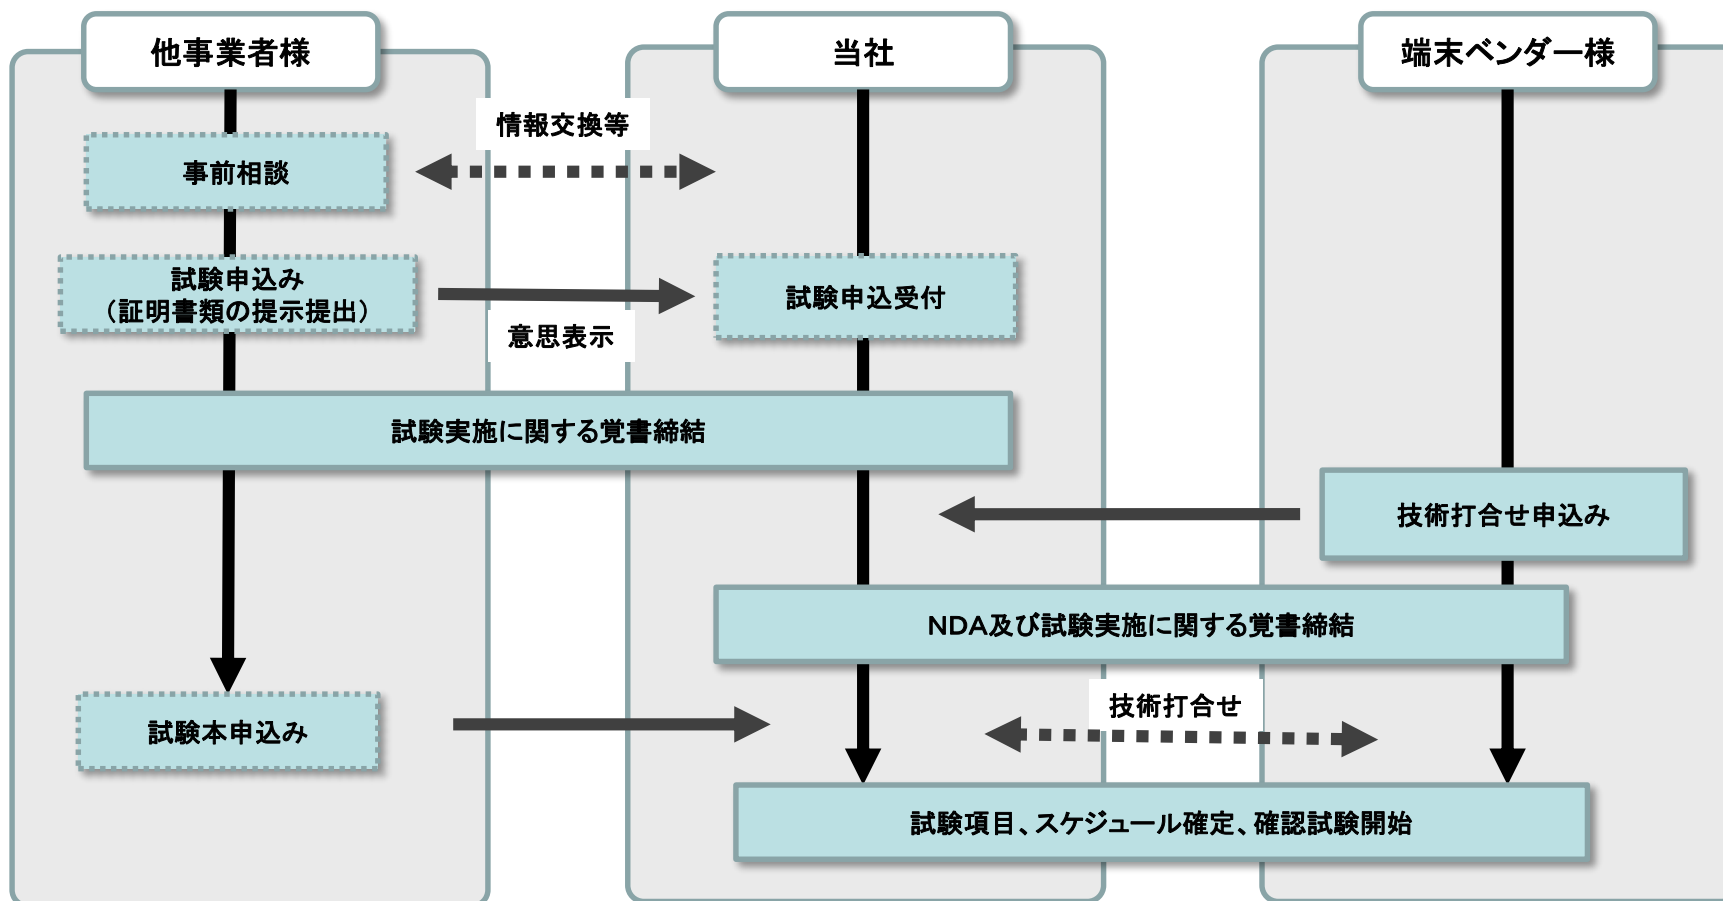 他事業者様
当社
端末ベンダー様
情報交換等
事前相談
試験申込み
（証明書類の提示提出）
試験申込受付
意思表示
試験実施に関する覚書締結
技術打合せ申込み
NDA及び試験実施に関する覚書締結
技術打合せ
試験本申込み
試験項目、スケジュール確定、確認試験開始